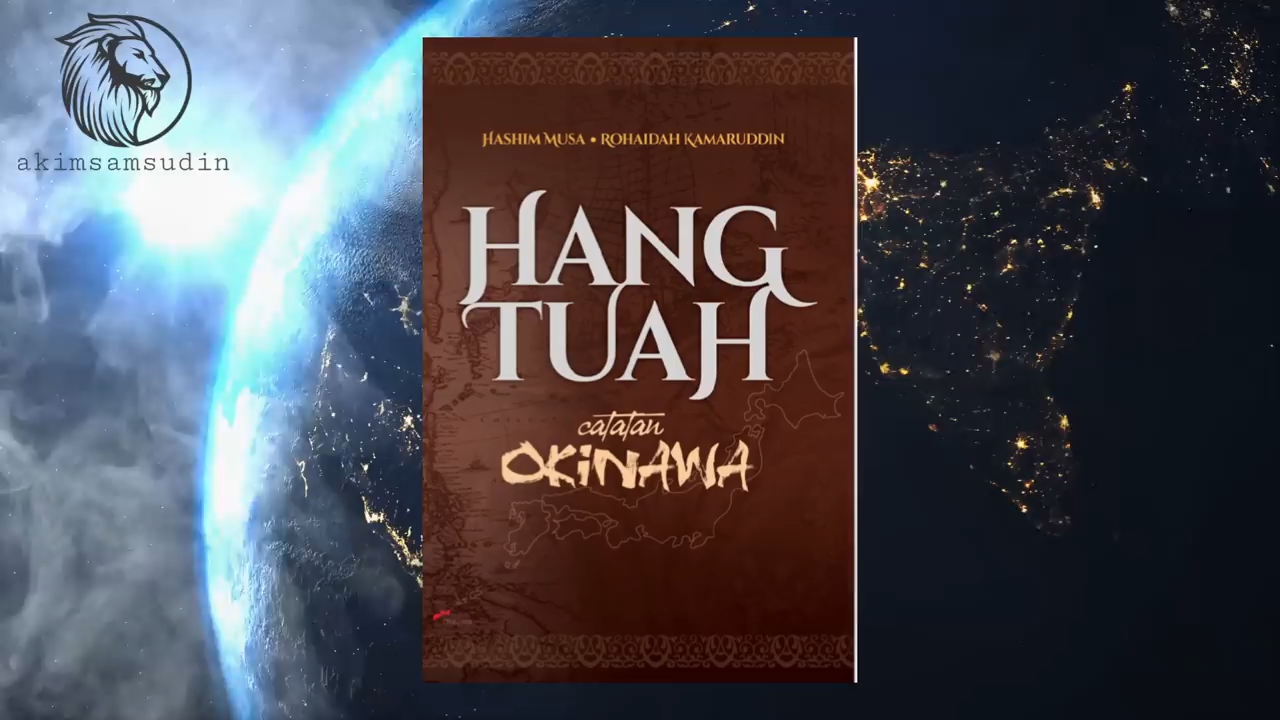 akimsamsudin
HASHIM MUSA • ROHAIDAH KAMARUDDIN
HANG
TUAH
catatan
OKiNAWA